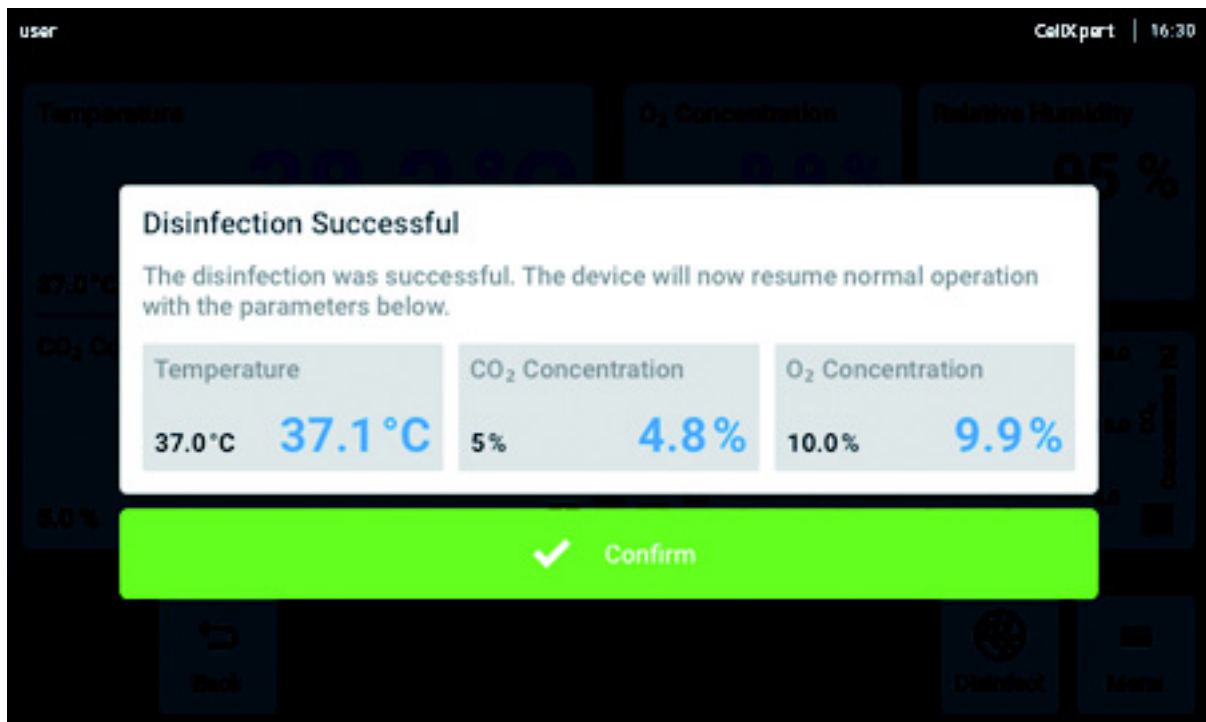 user
CellXpert | 16:30
Temperature
O₂ Concentration
Relative Humidity
95 %
Disinfection Successful
The disinfection was successful. The device will now resume normal operation
with the parameters below.
Temperature
37.0°C 37.1°C
CO₂ Concentration
5% 4.8%
O₂ Concentration
10.0% 9.9%
5.0 %
Confirm
Back
Disinfect
Menu